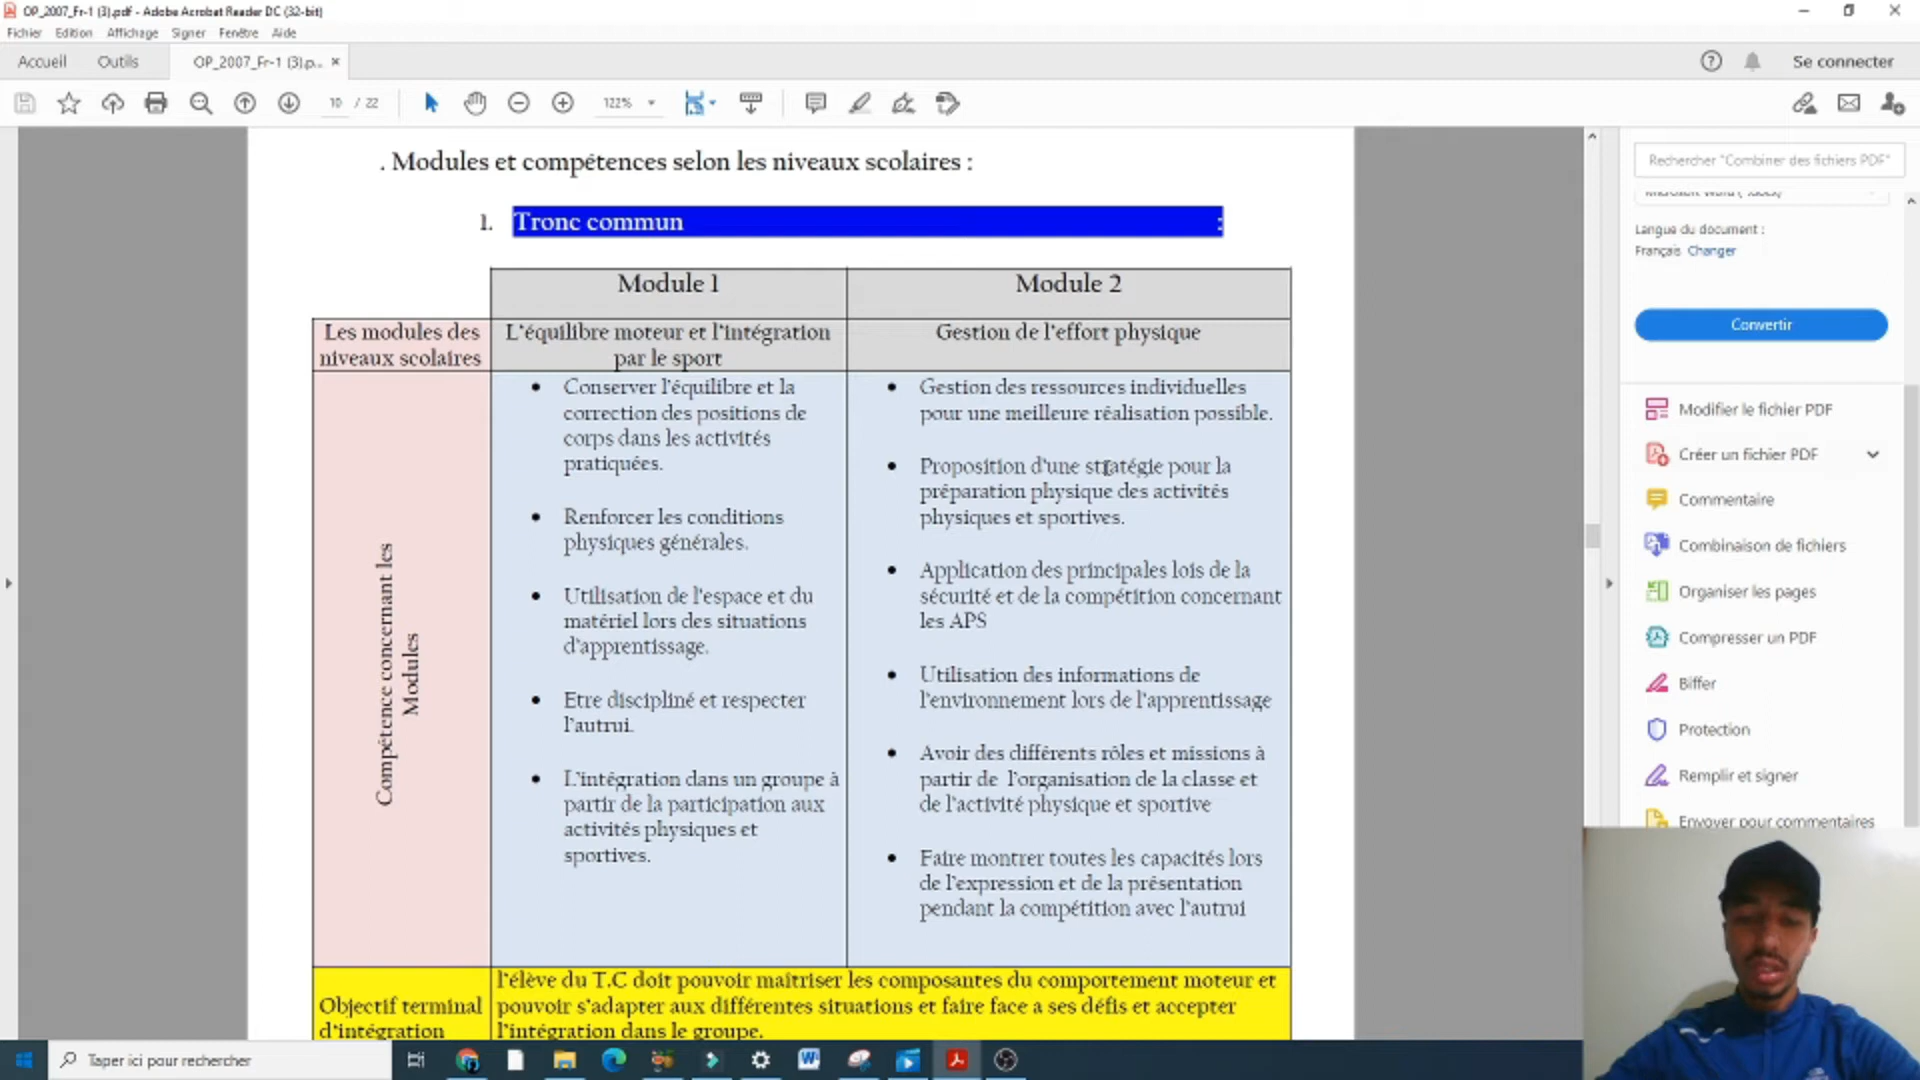 OP_2007_Fr-1 (3).pdf - Adobe Acrobat Reader DC (32-bit)
Fichier Edition Affichage Signer Fenêtre Aide
Accueil Outils OP_2007_Fr-1 (3).p... × Se connecter
10 / 22 122%
. Modules et compétences selon les niveaux scolaires :
1. Tronc commun :
Module 1 Module 2
Les modules des niveaux scolaires
L'équilibre moteur et l'intégration
par le sport
Gestion de l'effort physique
Compétence concernant les
Modules
• Conserver l'équilibre et la
correction des positions de
corps dans les activités
pratiquées.
• Renforcer les conditions
physiques générales.
• Utilisation de l'espace et du
matériel lors des situations
d'apprentissage.
• Etre discipliné et respecter
l'autrui.
• L'intégration dans un groupe à
partir de la participation aux
activités physiques et
sportives.
• Gestion des ressources individuelles
pour une meilleure réalisation possible.
• Proposition d'une stratégie pour la
préparation physique des activités
physiques et sportives.
• Application des principales lois de la
sécurité et de la compétition concernant
les APS
• Utilisation des informations de
l'environnement lors de l'apprentissage
• Avoir des différents rôles et missions à
partir de l'organisation de la classe et
de l'activité physique et sportive
• Faire montrer toutes les capacités lors
de l'expression et de la présentation
pendant la compétition avec l'autrui
Objectif terminal
d'intégration
l'élève du T.C doit pouvoir maîtriser les composantes du comportement moteur et
pouvoir s'adapter aux différentes situations et faire face a ses défis et accepter
l'intégration dans le groupe.
Rechercher "Combiner des fichiers PDF"
Langue du document :
Français Changer
Convertir
Modifier le fichier PDF
Créer un fichier PDF
Commentaire
Combinaison de fichiers
Organiser les pages
Compresser un PDF
Biffer
Protection
Remplir et signer
Envoyer pour commentaires
Taper ici pour rechercher